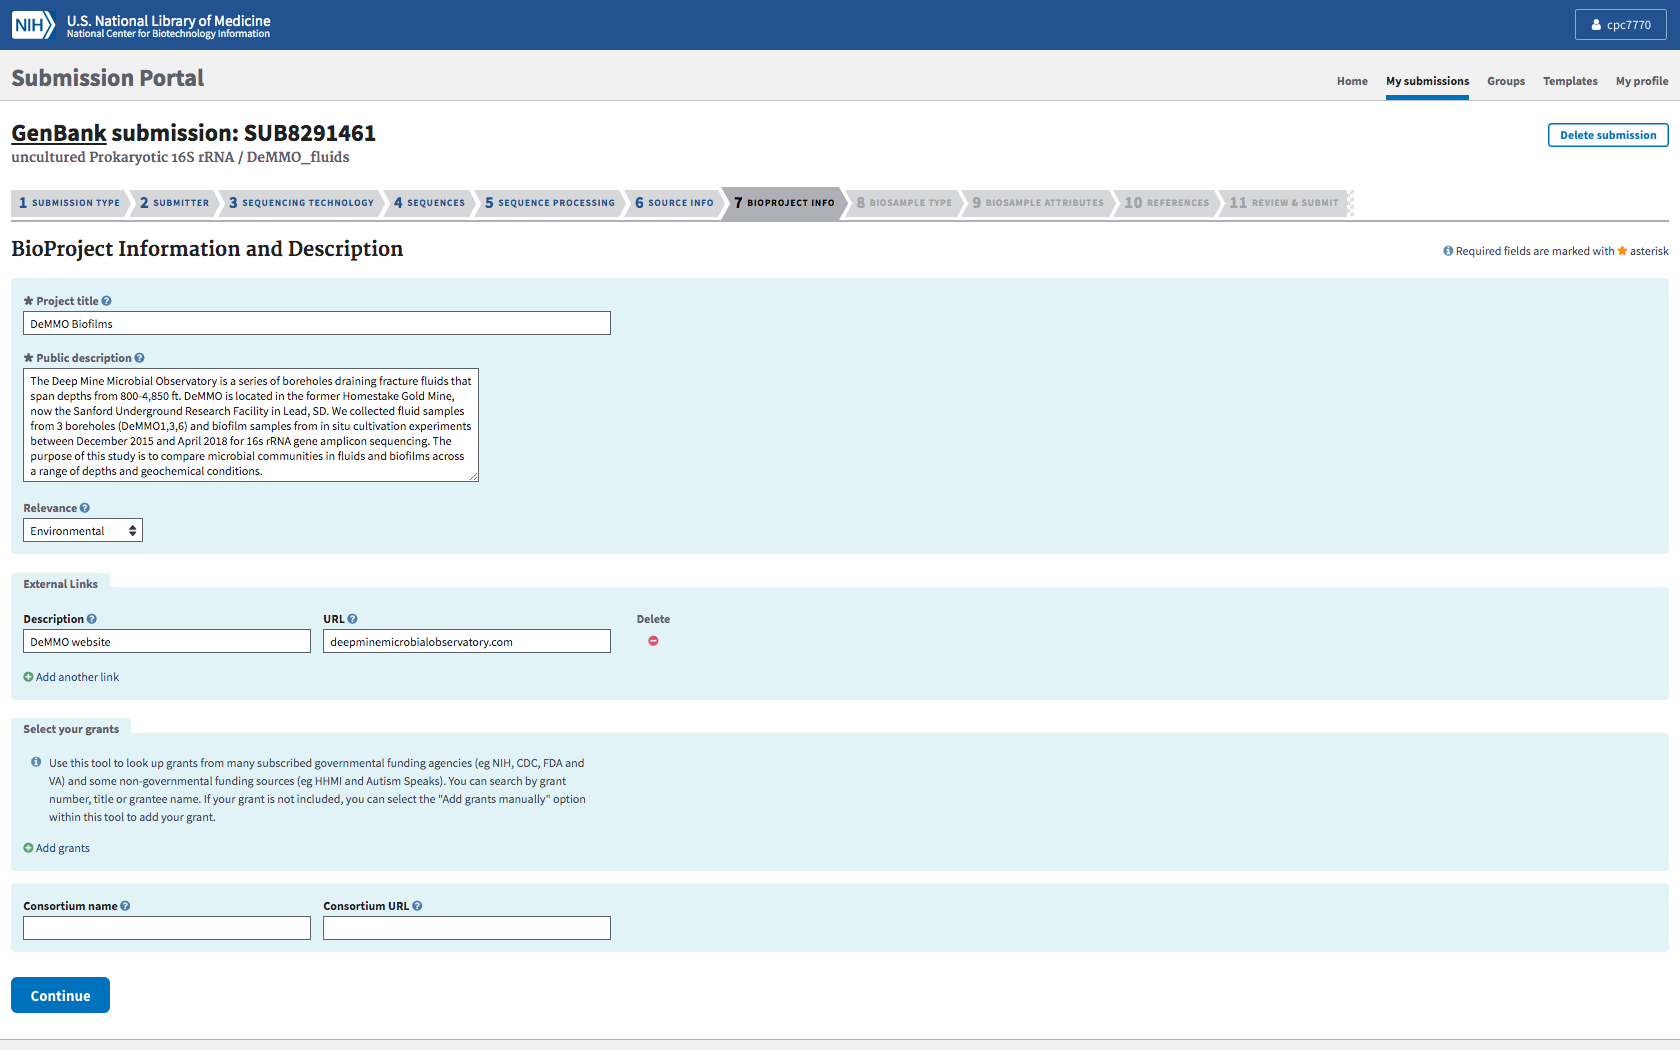 NIH
U.S. National Library of Medicine
National Center for Biotechnology Information
cpc7770
Submission Portal
Home
My submissions
Groups
Templates
My profile
GenBank submission: SUB8291461
uncultured Prokaryotic 16S rRNA / DeMMO_fluids
Delete submission
1 SUBMISSION TYPE
2 SUBMITTER
3 SEQUENCING TECHNOLOGY
4 SEQUENCES
5 SEQUENCE PROCESSING
6 SOURCE INFO
7 BIOPROJECT INFO
8 BIOSAMPLE TYPE
9 BIOSAMPLE ATTRIBUTES
10 REFERENCES
11 REVIEW & SUBMIT
BioProject Information and Description
Required fields are marked with * asterisk
* Project title ?
DeMMO Biofilms
* Public description ?
The Deep Mine Microbial Observatory is a series of boreholes draining fracture fluids that
span depths from 800-4,850 ft. DeMMO is located in the former Homestake Gold Mine,
now the Sanford Underground Research Facility in Lead, SD. We collected fluid samples
from 3 boreholes (DeMMO1,3,6) and biofilm samples from in situ cultivation experiments
between December 2015 and April 2018 for 16s rRNA gene amplicon sequencing. The
purpose of this study is to compare microbial communities in fluids and biofilms across
a range of depths and geochemical conditions.
Relevance ?
Environmental
External Links
Description ?
URL ?
Delete
DeMMO website
deepminemicrobialobservatory.com
Add another link
Select your grants
Use this tool to look up grants from many subscribed governmental funding agencies (eg NIH, CDC, FDA and
VA) and some non-governmental funding sources (eg HHMI and Autism Speaks). You can search by grant
number, title or grantee name. If your grant is not included, you can select the "Add grants manually" option
within this tool to add your grant.
Add grants
Consortium name ?
Consortium URL ?
Continue